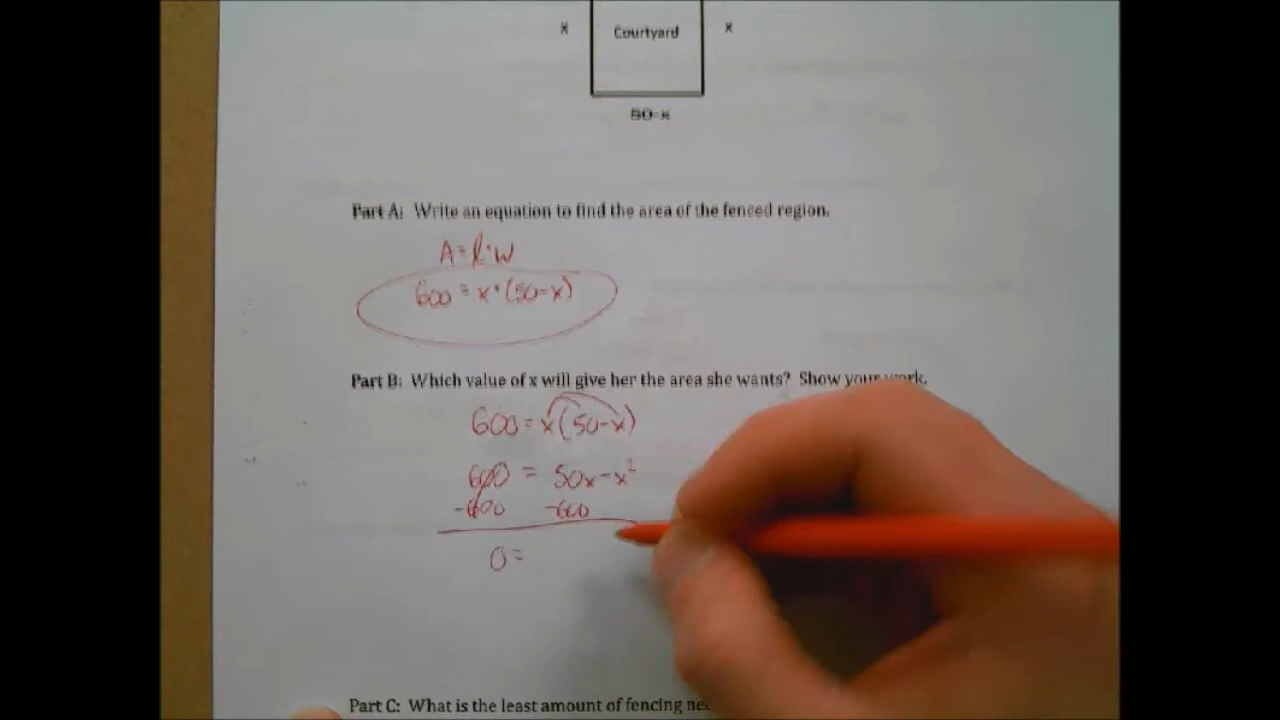 x Courtyard x
50-x
Part A: Write an equation to find the area of the fenced region.
A = l·w
600 = x·(50-x)
Part B: Which value of x will give her the area she wants? Show your work.
600 = x(50-x)
600 = 50x-x²
-600 -600
0 =
Part C: What is the least amount of fencing